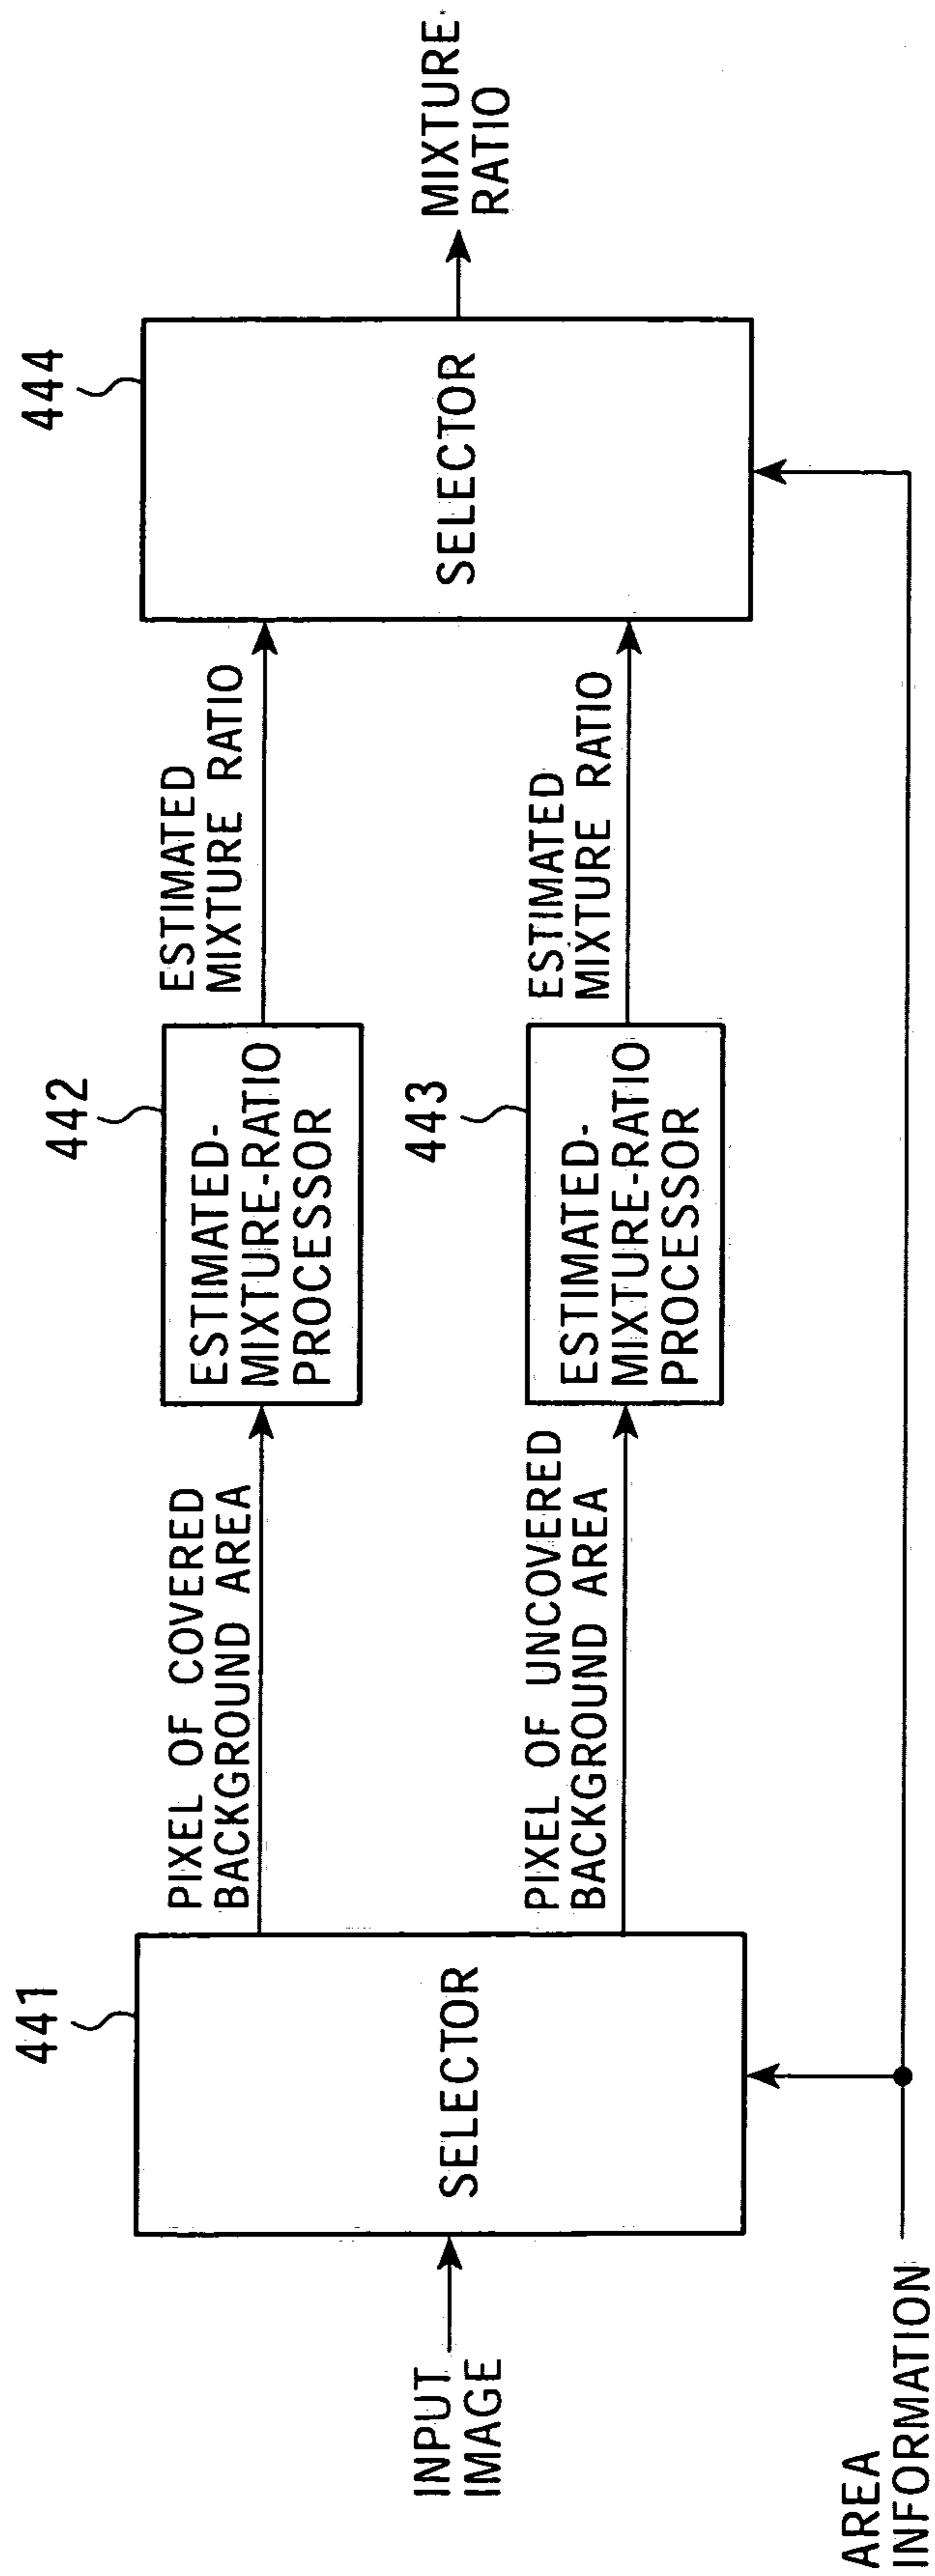 INPUT
IMAGE
AREA
INFORMATION
441
SELECTOR
PIXEL OF COVERED
BACKGROUND AREA
PIXEL OF UNCOVERED
BACKGROUND AREA
442
ESTIMATED-
MIXTURE-RATIO
PROCESSOR
443
ESTIMATED-
MIXTURE-RATIO
PROCESSOR
ESTIMATED
MIXTURE RATIO
ESTIMATED
MIXTURE RATIO
444
SELECTOR
MIXTURE
RATIO